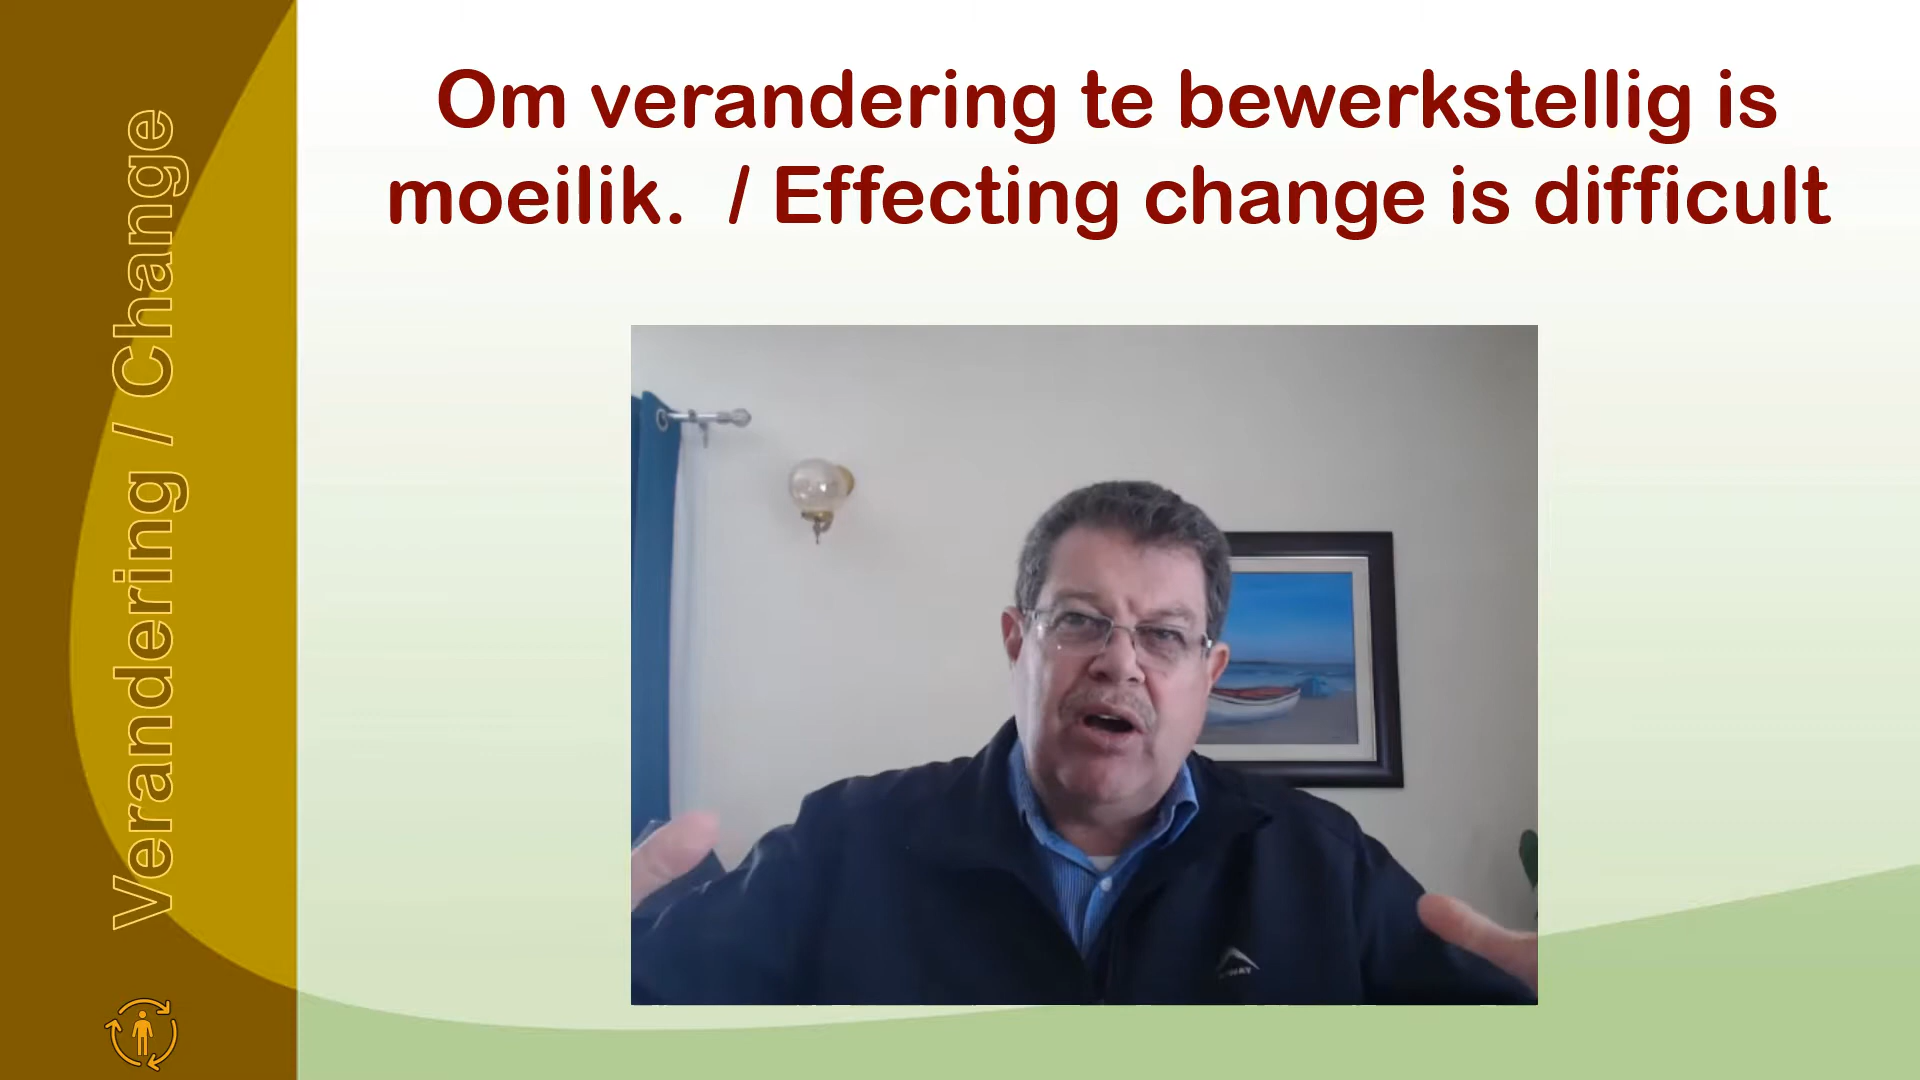 Om verandering te bewerkstellig is
moeilik. / Effecting change is difficult
Verandering / Change